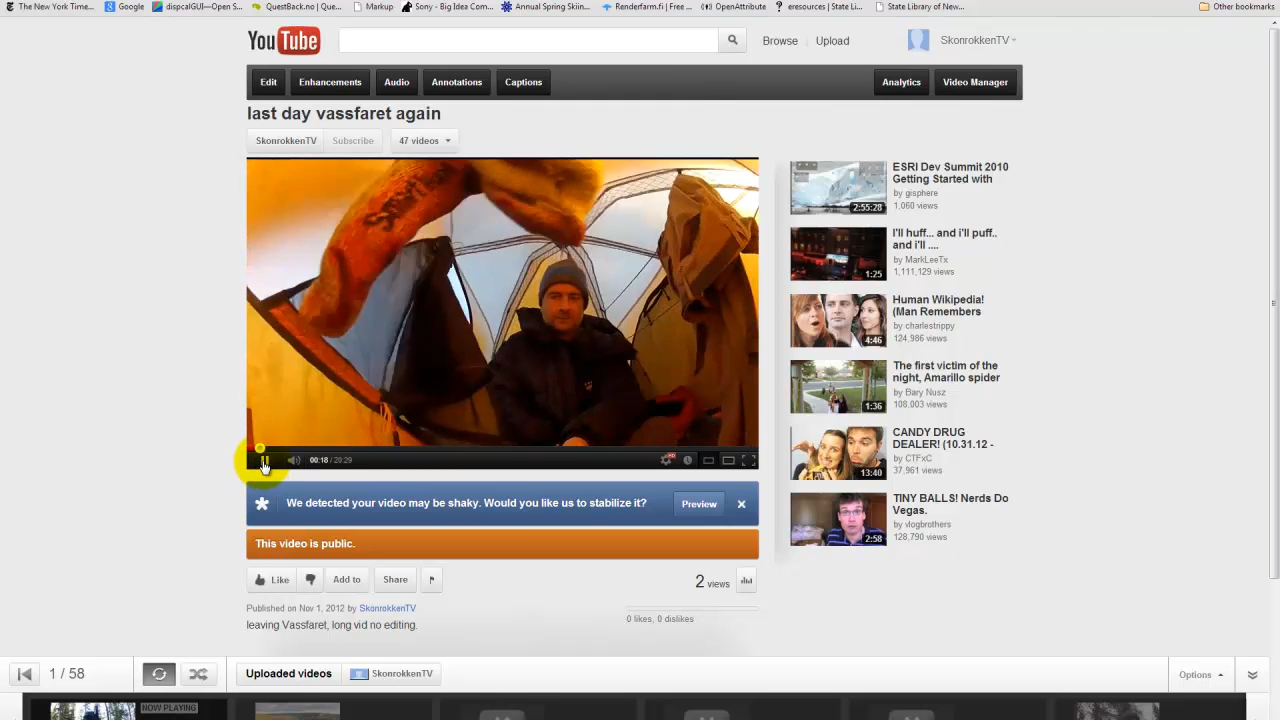 The New York Time... Google dispcalGUI—Open S... QuestBack.no | Que... Markup Sony - Big Idea Com... Annual Spring Skiin... Renderfarm.fi | Free ... OpenAttribute eresources | State Li... State Library of New... Other bookmarks
YouTube Browse Upload SkonrokkenTV
Edit Enhancements Audio Annotations Captions Analytics Video Manager
last day vassfaret again
SkonrokkenTV Subscribe 47 videos
00:18 / 20:29
We detected your video may be shaky. Would you like us to stabilize it? Preview
This video is public.
Like Add to Share 2 views
Published on Nov 1, 2012 by SkonrokkenTV
0 likes, 0 dislikes
leaving Vassfaret, long vid no editing.
ESRI Dev Summit 2010
Getting Started with
by gisphere
1,060 views
2:55:28
I'll huff... and i'll puff..
and i'll ....
by MarkLeeTx
1,111,129 views
1:25
Human Wikipedia!
(Man Remembers
by charlestrippy
124,986 views
4:46
The first victim of the
night, Amarillo spider
by Bary Nusz
108,003 views
1:36
CANDY DRUG
DEALER! (10.31.12 -
by CTFxC
37,961 views
13:40
TINY BALLS! Nerds Do
Vegas.
by vlogbrothers
128,790 views
2:58
1 / 58 Uploaded videos SkonrokkenTV Options
NOW PLAYING